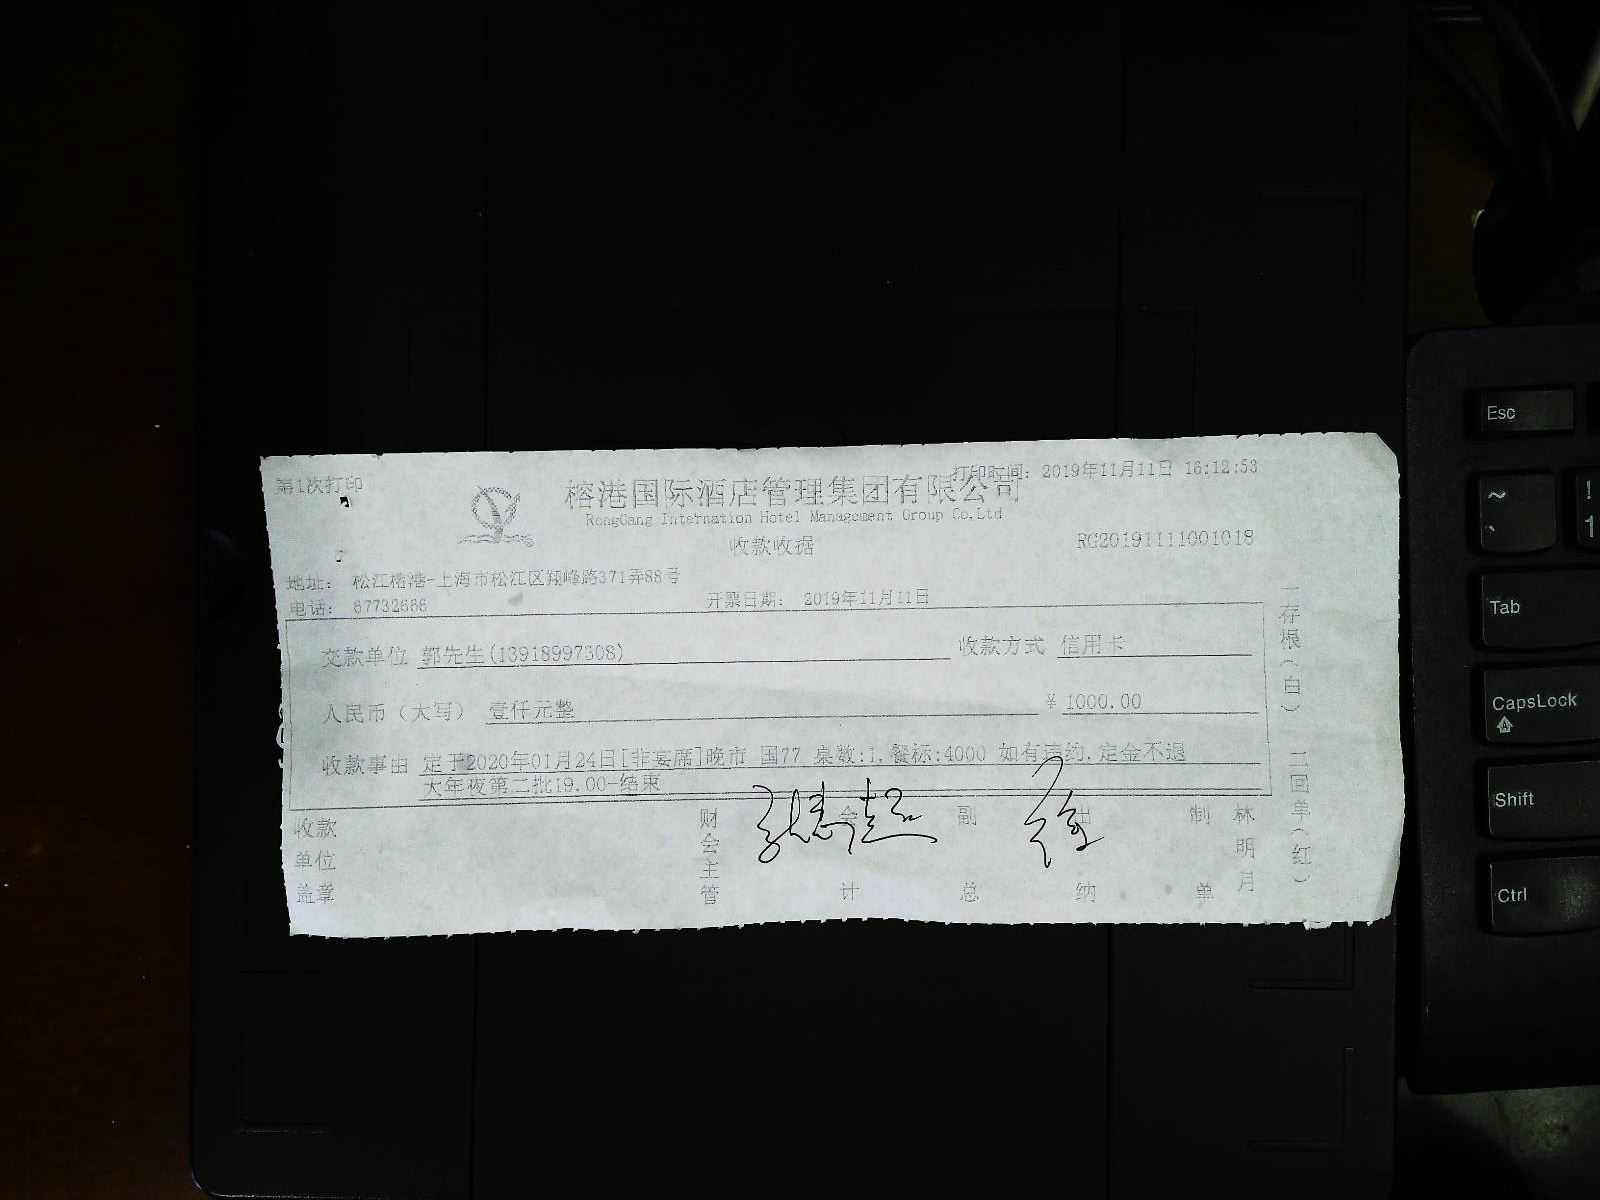 第1次打印
打印时间: 2019年11月11日 16:12:53
榕港国际酒店管理集团有限公司
RongGang Internation Hotel Management Group Co,Ltd
收款收据
RG20191111001018
地址: 松江榕港-上海市松江区翔峰路371弄88号
电话: 67732666
开票日期: 2019年11月11日
交款单位 郭先生(13918997308) 收款方式 信用卡
人民币(大写) 壹仟元整 ¥ 1000.00
收款事由 定于2020年01月24日[非宴席]晚市 国77 桌数:1,餐标:4000 如有违约,定金不退
大年夜第二批19.00-结束
收款单位盖章
财会主管
会计
副总
出纳
制单
林明月
一存根(白)
二回单(红)
Esc
~
`
!
1
Tab
CapsLock
Shift
Ctrl